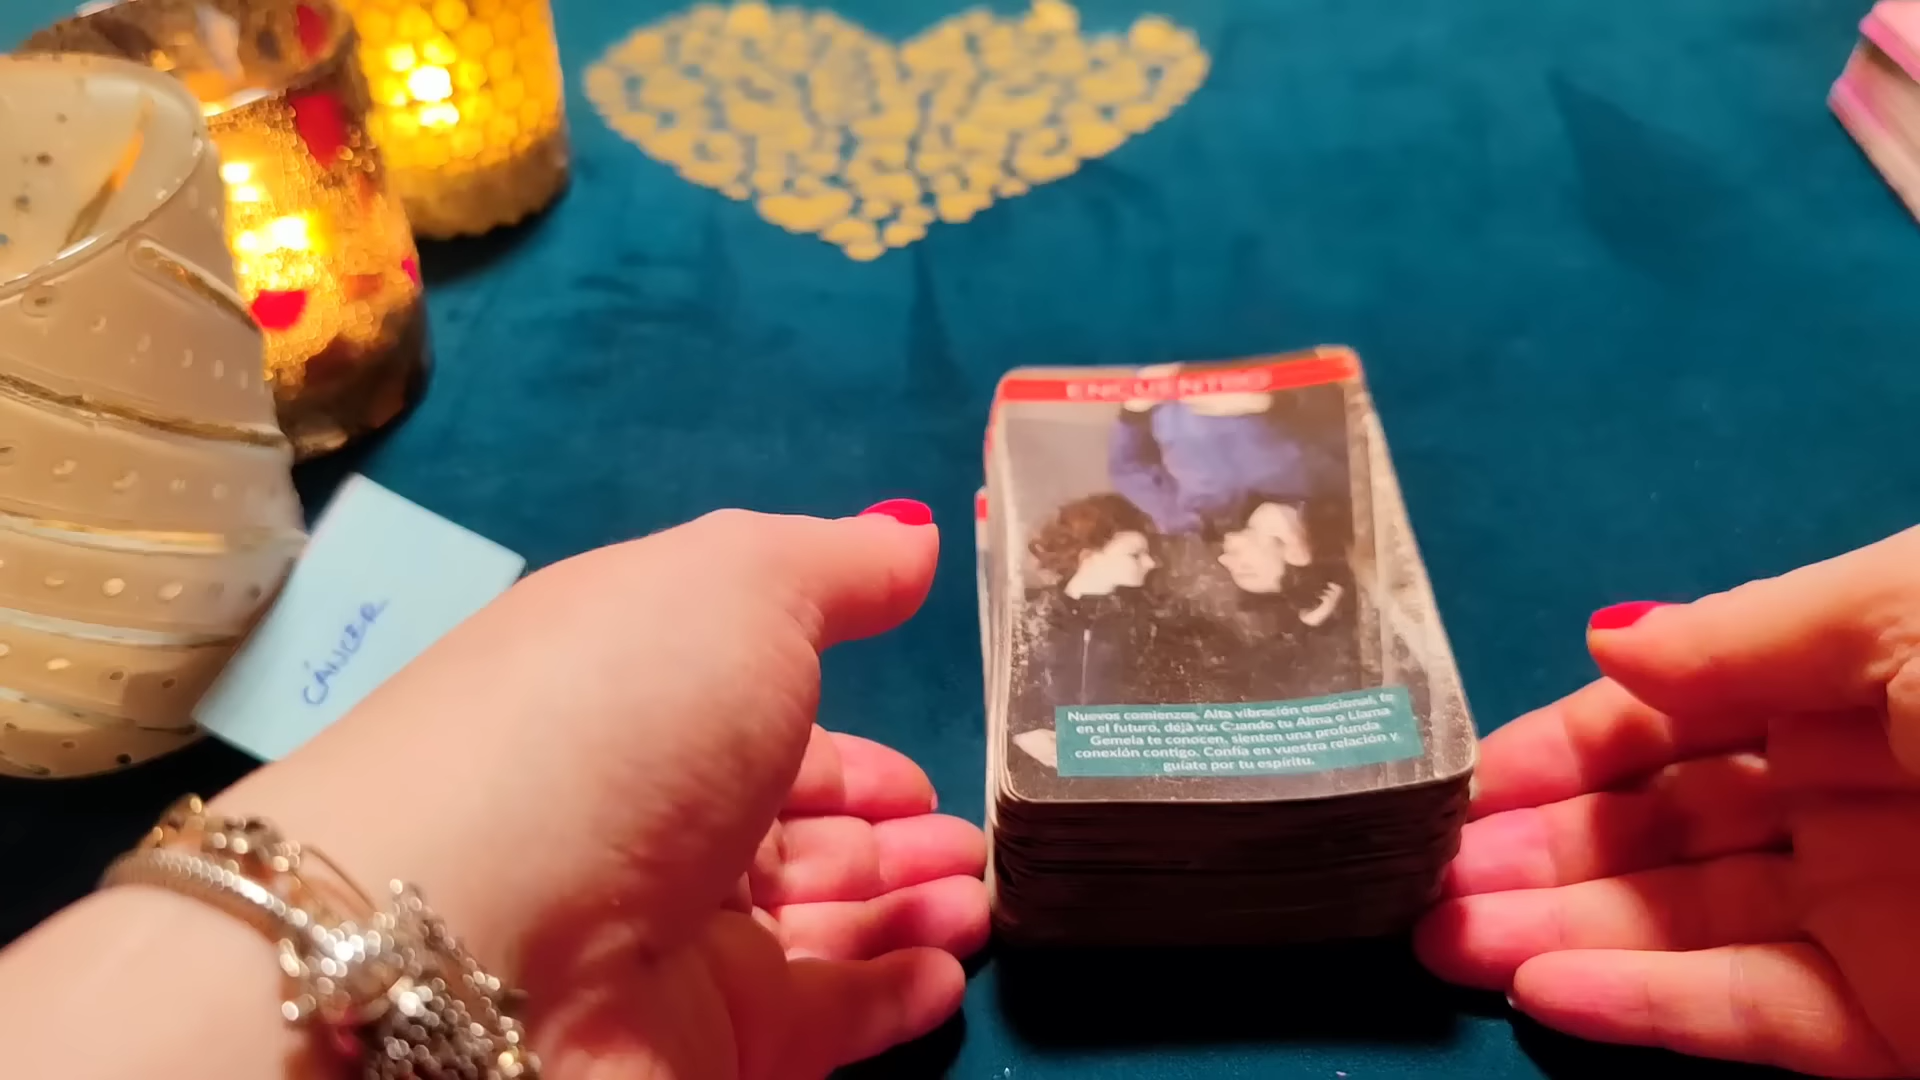 ENCUENTRO
CÁNCER
Nuevos comienzos. Alta vibración emocional, te
en el futuro, déjà vu. Cuando tu Alma o Llama
Gemela te conocen, sienten una profunda
conexión contigo. Confía en vuestra relación y
guíate por tu espíritu.